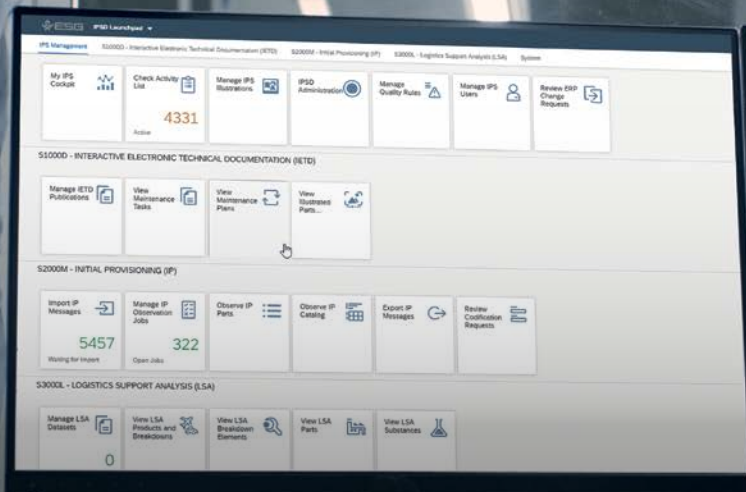 ESG IPSD Launchpad
IPS Management S1000D - Interactive Electronic Technical Documentation (IETD) S2000M - Initial Provisioning (IP) S3000L - Logistics Support Analysis (LSA) System
My IPS
Cockpit
Check Activity
List
4331
Active
Manage IPS
Illustrations
IPSD
Administration
Manage
Quality Rules
Manage IPS
Users
Review ERP
Change
Requests
S1000D - INTERACTIVE ELECTRONIC TECHNICAL DOCUMENTATION (IETD)
Manage IETD
Publications
View
Maintenance
Tasks
View
Maintenance
Plans
View
Illustrated
Parts...
S2000M - INITIAL PROVISIONING (IP)
Import IP
Messages
5457
Waiting for Import
Manage IP
Observation
Jobs
322
Open Jobs
Observe IP
Parts
Observe IP
Catalog
Export IP
Messages
Review
Codification
Requests
S3000L - LOGISTICS SUPPORT ANALYSIS (LSA)
Manage LSA
Datasets
0
View LSA
Products and
Breakdowns
View LSA
Breakdown
Elements
View LSA
Parts
View LSA
Substances